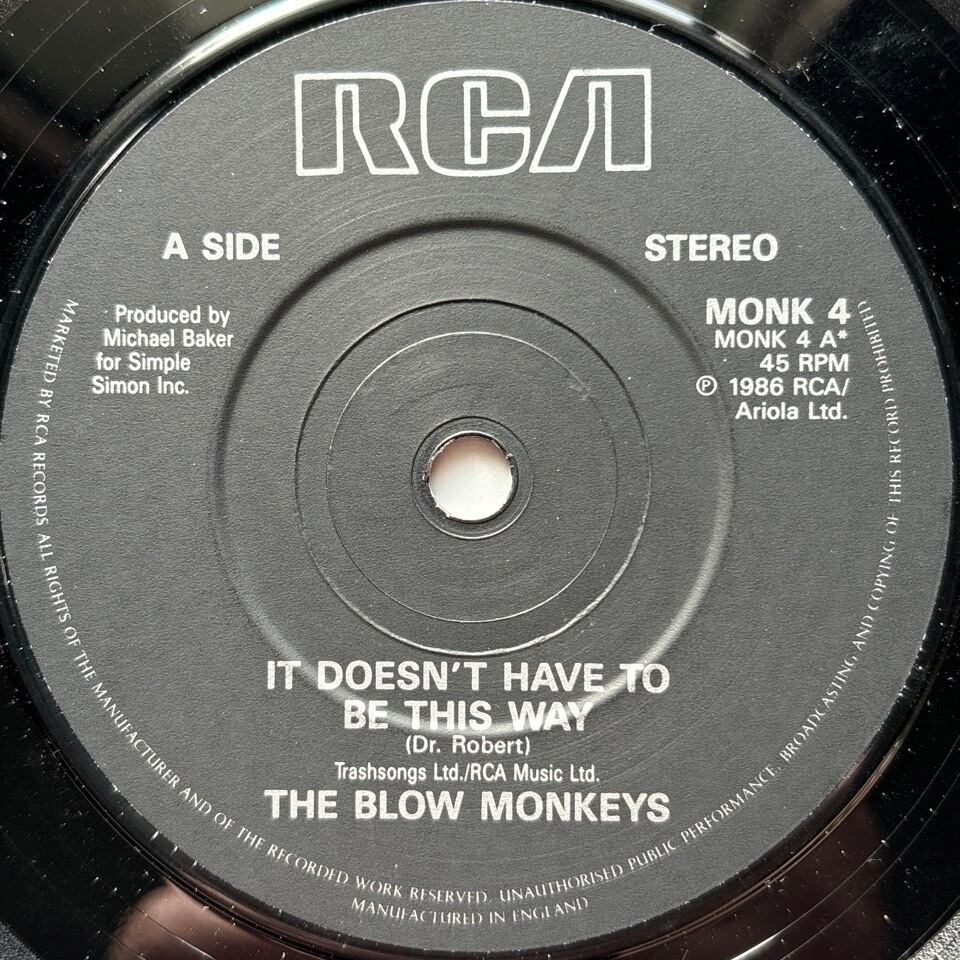 RCA
A SIDE
STEREO
Produced by
Michael Baker
for Simple
Simon Inc.
MONK 4
MONK 4 A*
45 RPM
℗ 1986 RCA/
Ariola Ltd.
IT DOESN'T HAVE TO
BE THIS WAY
(Dr. Robert)
Trashsongs Ltd./RCA Music Ltd.
THE BLOW MONKEYS
MARKETED BY RCA RECORDS ALL RIGHTS OF THE MANUFACTURER AND OF THE RECORDED WORK RESERVED. UNAUTHORISED PUBLIC PERFORMANCE, BROADCASTING AND COPYING OF THIS RECORD PROHIBITED
MANUFACTURED IN ENGLAND